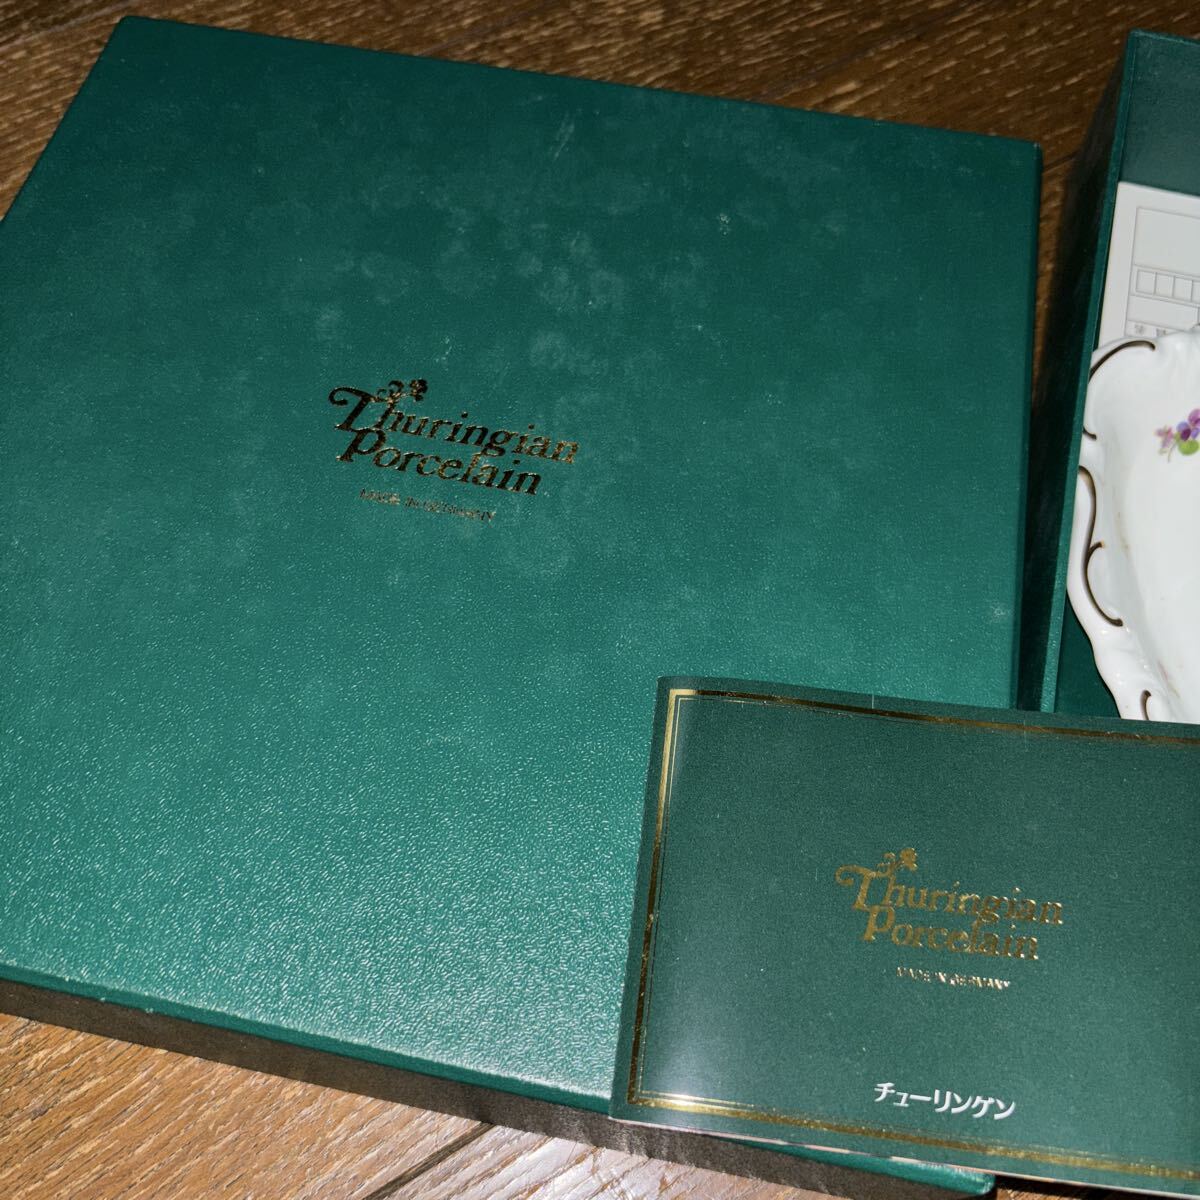 Thuringian
Porcelain
MADE IN GERMANY
Thuringian
Porcelain
MADE IN GERMANY
チューリンゲン